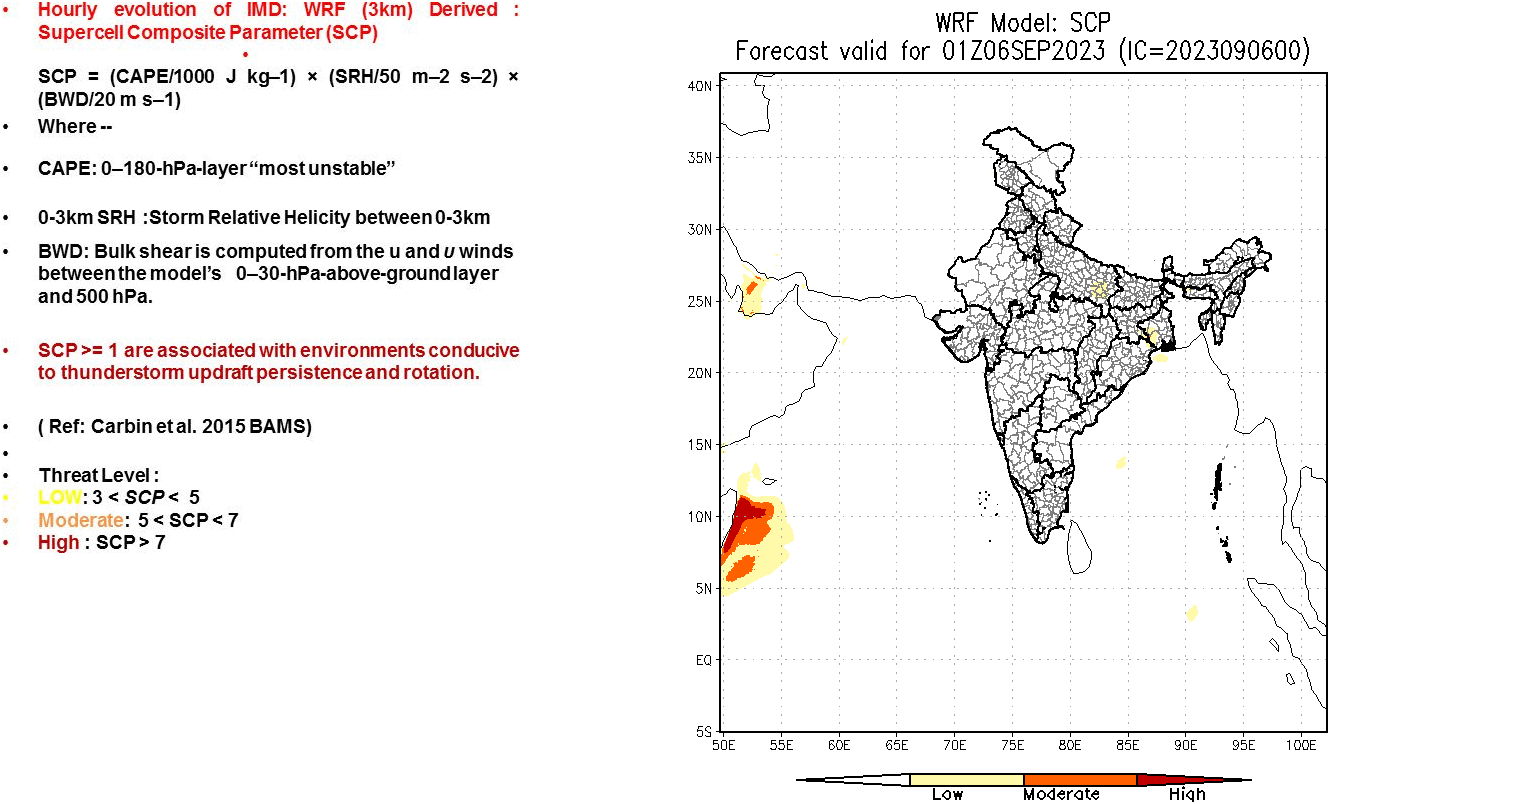 • Hourly evolution of IMD: WRF (3km) Derived :
Supercell Composite Parameter (SCP)
•
SCP = (CAPE/1000 J kg–1) × (SRH/50 m–2 s–2) ×
(BWD/20 m s–1)
• Where --
• CAPE: 0–180-hPa-layer “most unstable”
• 0-3km SRH :Storm Relative Helicity between 0-3km
• BWD: Bulk shear is computed from the u and υ winds
between the model’s 0–30-hPa-above-ground layer
and 500 hPa.
• SCP >= 1 are associated with environments conducive
to thunderstorm updraft persistence and rotation.
• ( Ref: Carbin et al. 2015 BAMS)
•
• Threat Level :
• LOW: 3 < SCP < 5
• Moderate: 5 < SCP < 7
• High : SCP > 7
WRF Model: SCP
Forecast valid for 01Z06SEP2023 (IC=2023090600)
40N
35N
30N
25N
20N
15N
10N
5N
EQ
5S
50E 55E 60E 65E 70E 75E 80E 85E 90E 95E 100E
Low Moderate High